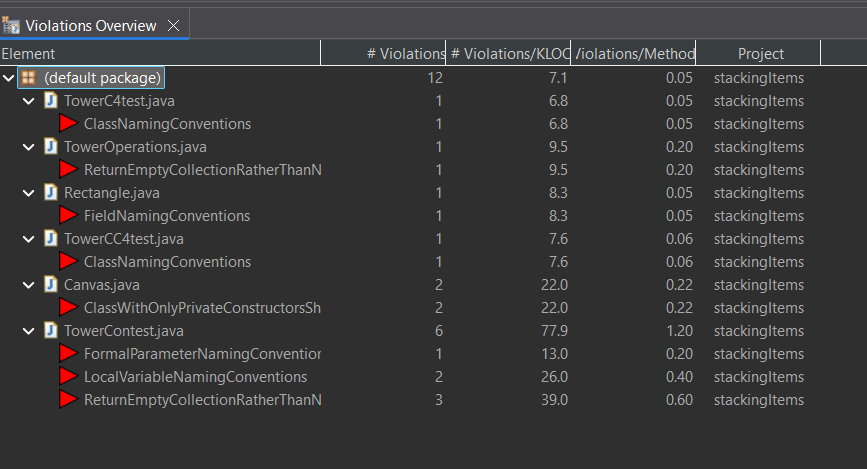 Violations Overview
Element # Violations # Violations/KLOC /iolations/Method Project
(default package) 12 7.1 0.05 stackingItems
TowerC4test.java 1 6.8 0.05 stackingItems
ClassNamingConventions 1 6.8 0.05 stackingItems
TowerOperations.java 1 9.5 0.20 stackingItems
ReturnEmptyCollectionRatherThanN 1 9.5 0.20 stackingItems
Rectangle.java 1 8.3 0.05 stackingItems
FieldNamingConventions 1 8.3 0.05 stackingItems
TowerCC4test.java 1 7.6 0.06 stackingItems
ClassNamingConventions 1 7.6 0.06 stackingItems
Canvas.java 2 22.0 0.22 stackingItems
ClassWithOnlyPrivateConstructorsSh 2 22.0 0.22 stackingItems
TowerContest.java 6 77.9 1.20 stackingItems
FormalParameterNamingConvention 1 13.0 0.20 stackingItems
LocalVariableNamingConventions 2 26.0 0.40 stackingItems
ReturnEmptyCollectionRatherThanN 3 39.0 0.60 stackingItems